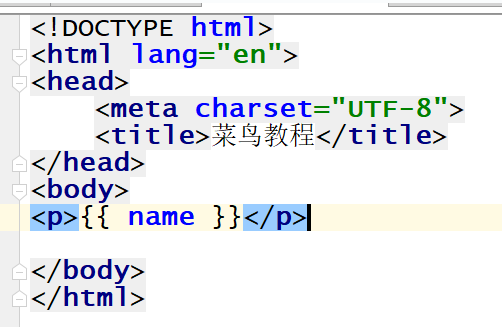 <!DOCTYPE html>
<html lang="en">
<head>
    <meta charset="UTF-8">
    <title>菜鸟教程</title>
</head>
<body>
<p>{{ name }}</p>
</body>
</html>